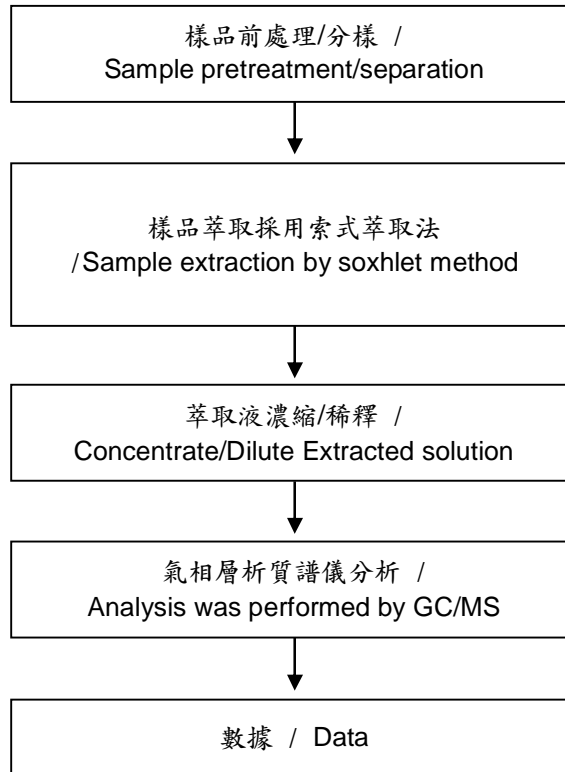 樣品前處理/分樣 /
Sample pretreatment/separation
樣品萃取採用索式萃取法
/Sample extraction by soxhlet method
萃取液濃縮/稀釋 /
Concentrate/Dilute Extracted solution
氣相層析質譜儀分析 /
Analysis was performed by GC/MS
數據 / Data